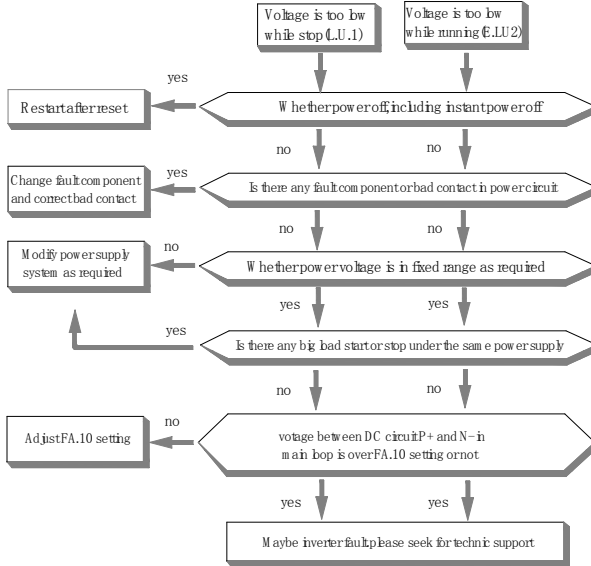 Voltage is too low
while stop (L.U.1)
Voltage is too low
while running (E.LU2)
yes
Restart after reset
Whether power off, including instant power off
no
no
yes
Change fault component
and correct bad contact
Is there any fault component or bad contact in power circuit
no
no
no
Modify power supply
system as required
Whether power voltage is in fixed range as required
yes
yes
yes
Is there any big load start or stop under the same power supply
no
no
no
Adjust FA.10 setting
votage between DC circuit P+ and N- in
main loop is over FA.10 setting or not
yes
yes
Maybe inverter fault, please seek for technic support